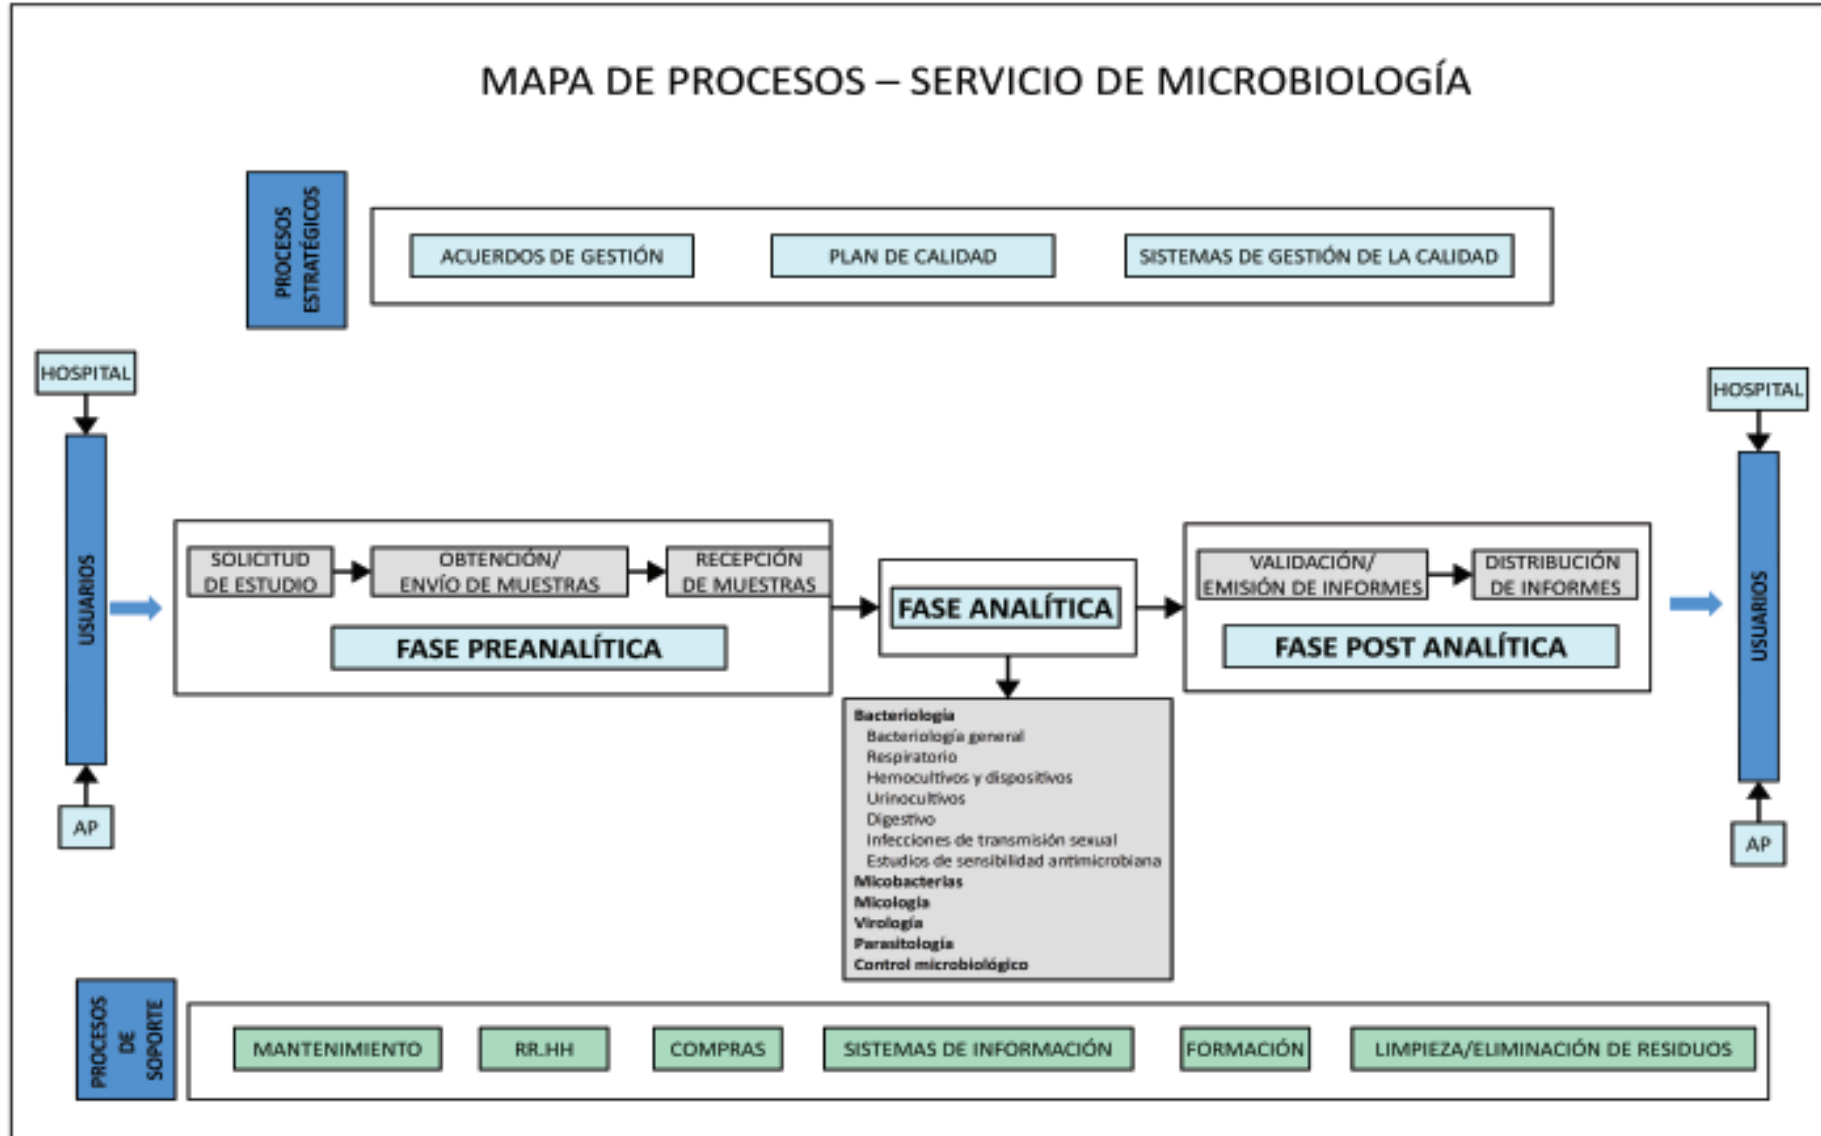 MAPA DE PROCESOS – SERVICIO DE MICROBIOLOGÍA
PROCESOS
ESTRATÉGICOS
ACUERDOS DE GESTIÓN
PLAN DE CALIDAD
SISTEMAS DE GESTIÓN DE LA CALIDAD
HOSPITAL
USUARIOS
AP
SOLICITUD
DE ESTUDIO
OBTENCIÓN/
ENVÍO DE MUESTRAS
RECEPCIÓN
DE MUESTRAS
FASE PREANALÍTICA
FASE ANALÍTICA
Bacteriología
Bacteriología general
Respiratorio
Hemocultivos y dispositivos
Urinocultivos
Digestivo
Infecciones de transmisión sexual
Estudios de sensibilidad antimicrobiana
Micobacterias
Micología
Virología
Parasitología
Control microbiológico
VALIDACIÓN/
EMISIÓN DE INFORMES
DISTRIBUCIÓN
DE INFORMES
FASE POST ANALÍTICA
HOSPITAL
USUARIOS
AP
PROCESOS
DE
SOPORTE
MANTENIMIENTO
RR.HH
COMPRAS
SISTEMAS DE INFORMACIÓN
FORMACIÓN
LIMPIEZA/ELIMINACIÓN DE RESIDUOS